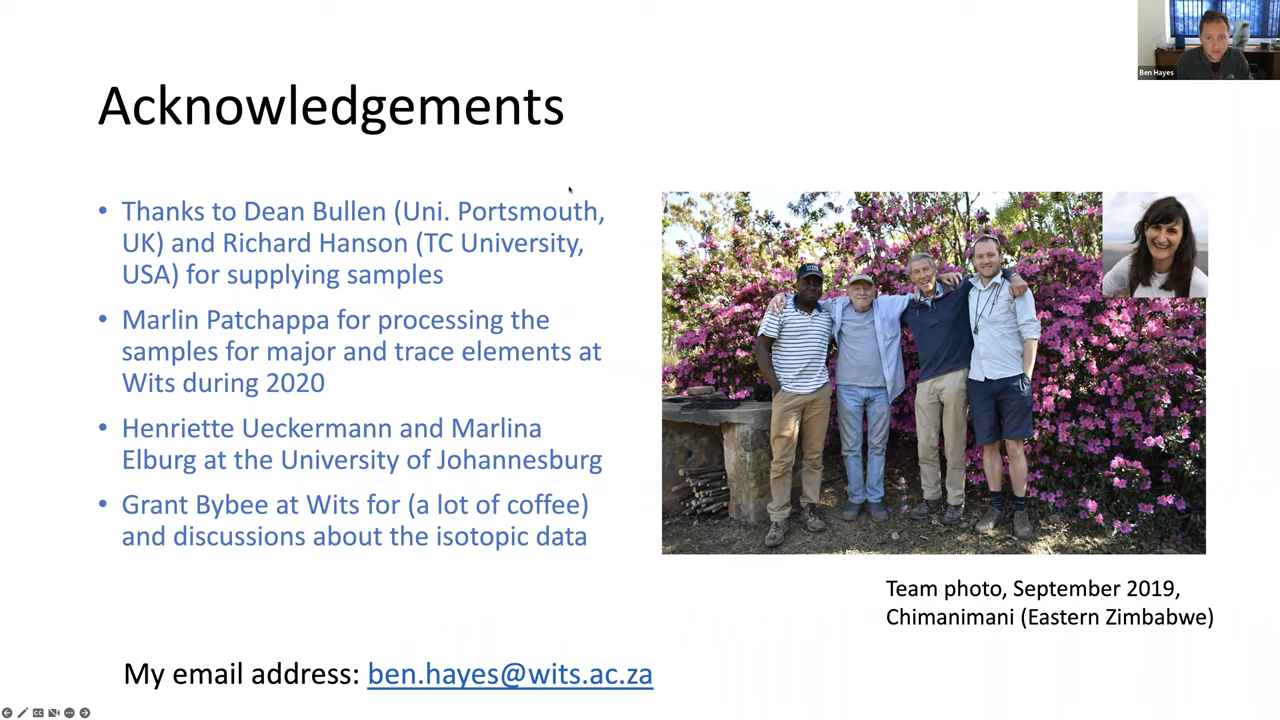 Ben Hayes
Acknowledgements
• Thanks to Dean Bullen (Uni. Portsmouth,
UK) and Richard Hanson (TC University,
USA) for supplying samples
• Marlin Patchappa for processing the
samples for major and trace elements at
Wits during 2020
• Henriette Ueckermann and Marlina
Elburg at the University of Johannesburg
• Grant Bybee at Wits for (a lot of coffee)
and discussions about the isotopic data
Team photo, September 2019,
Chimanimani (Eastern Zimbabwe)
My email address: ben.hayes@wits.ac.za